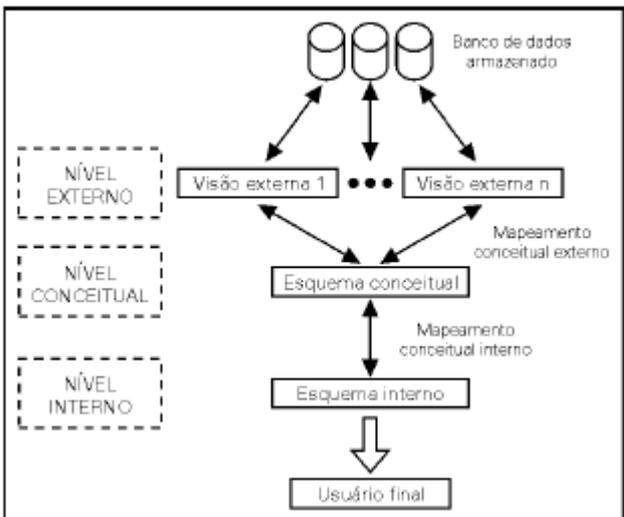 Banco de dados
armazenado
NÍVEL
EXTERNO
Visão externa 1
Visão externa n
Mapeamento
conceitual externo
NÍVEL
CONCEITUAL
Esquema conceitual
Mapeamento
conceitual interno
NÍVEL
INTERNO
Esquema interno
Usuário final